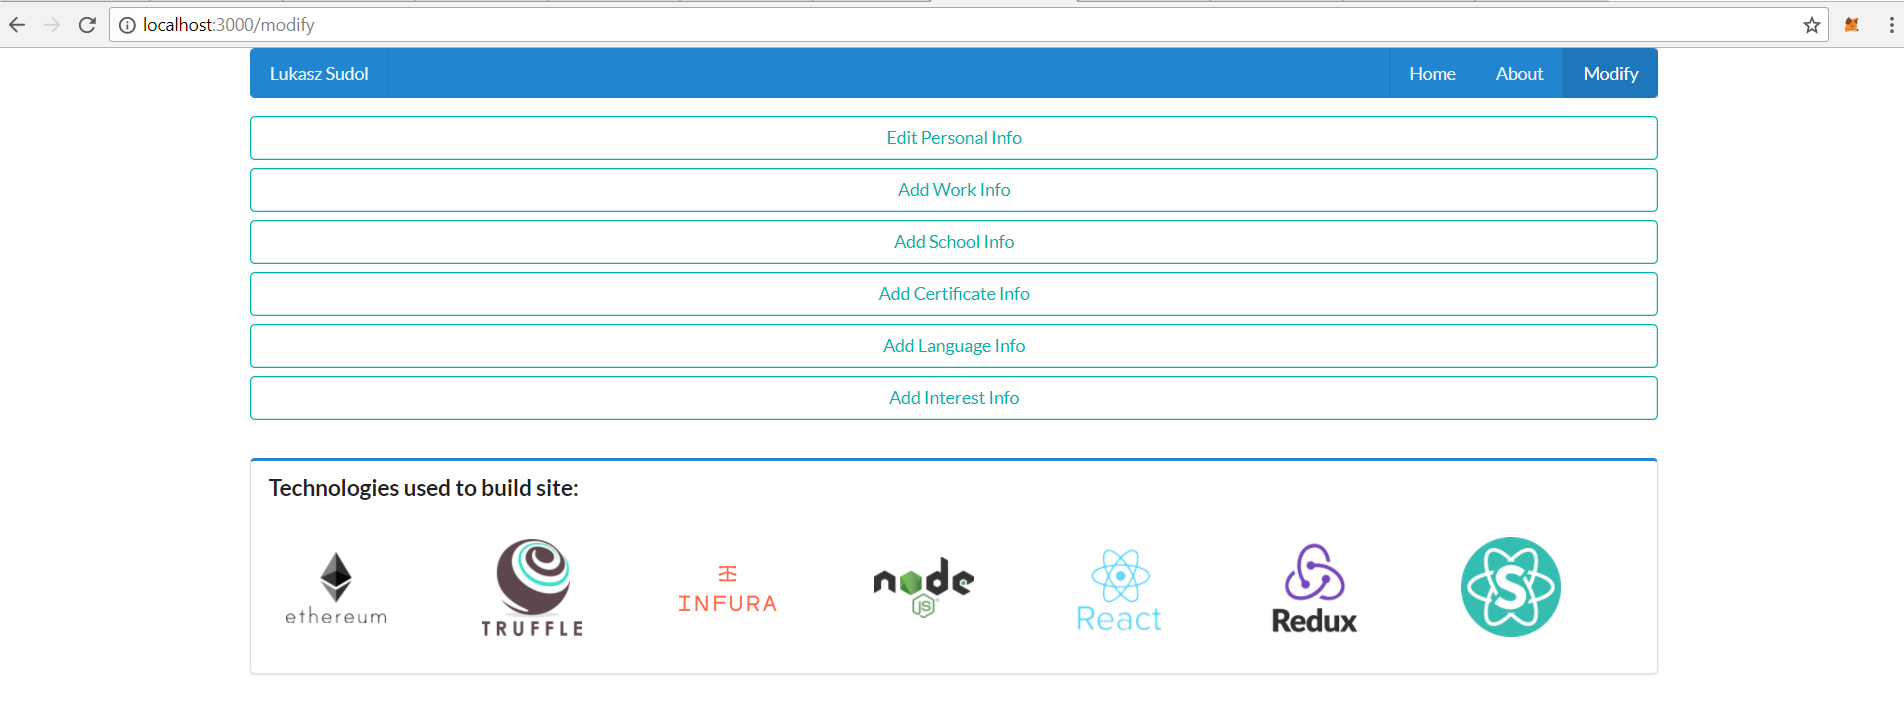 localhost:3000/modify
Lukasz Sudol Home About Modify
Edit Personal Info
Add Work Info
Add School Info
Add Certificate Info
Add Language Info
Add Interest Info
Technologies used to build site:
ethereum TRUFFLE INFURA node JS React Redux S